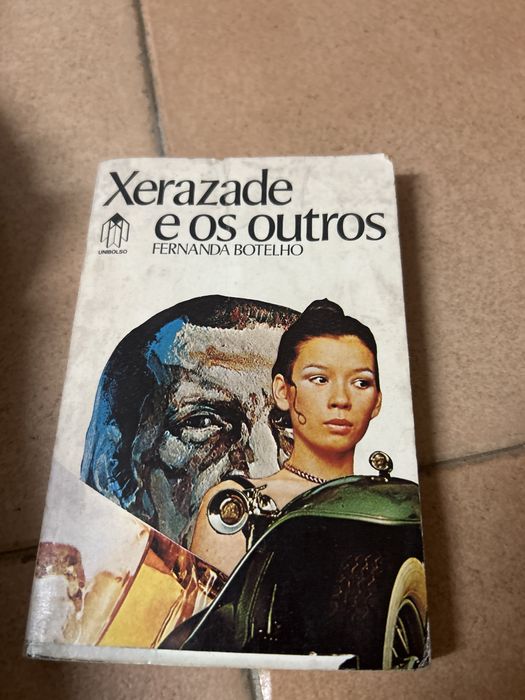 Xerazade
e os outros
FERNANDA BOTELHO
UNIBOLSO